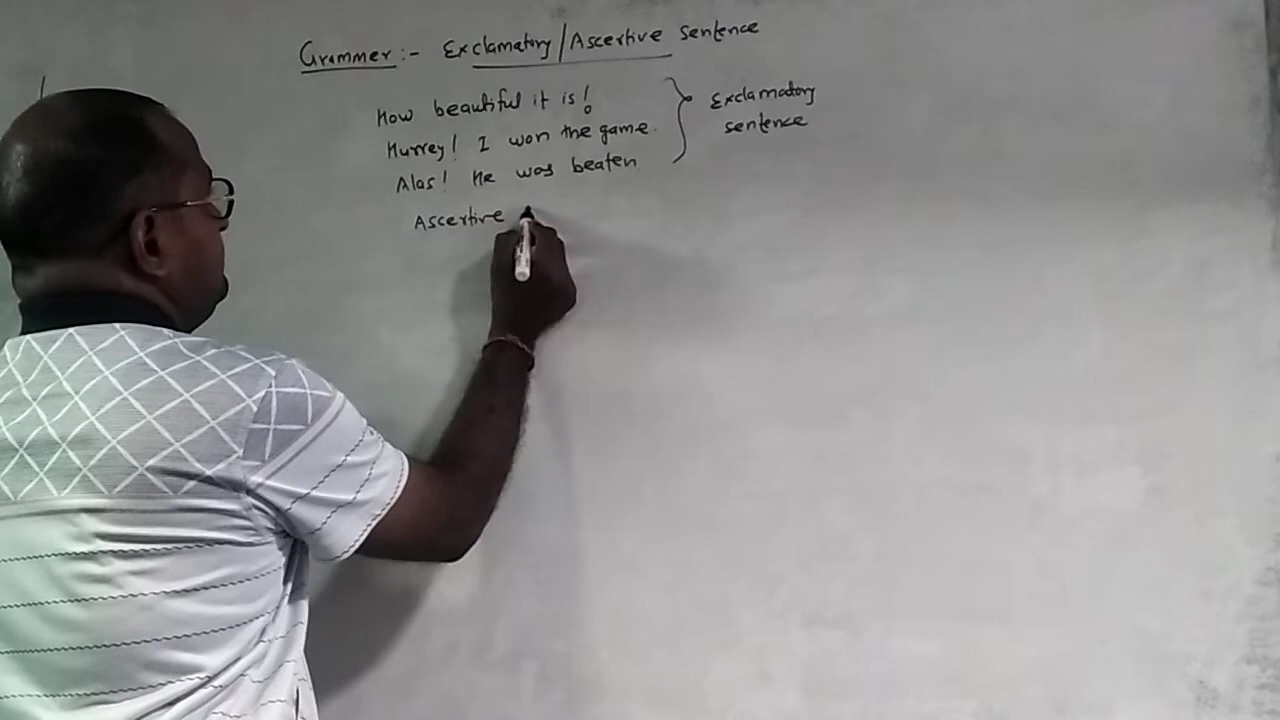 Grammer:- Exclamatory/Ascertive sentence
How beautiful it is!
Hurrey! I won the game.
Alas! He was beaten.
Exclamatory
sentence
Ascertive